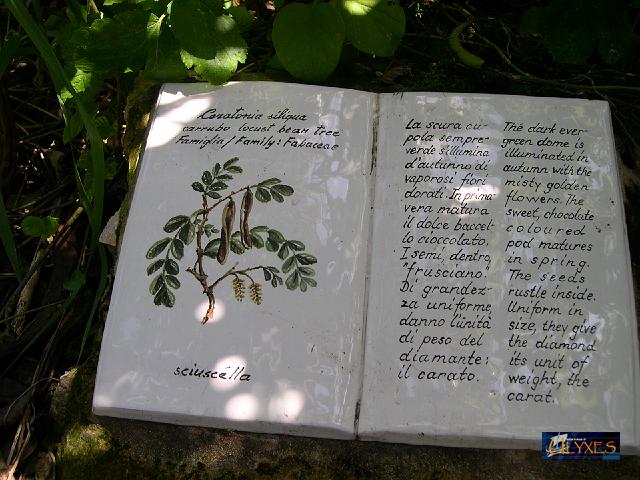 Ceratonia siliqua
carrubo locust bean tree
Famiglia/Family: Fabaceae
sciuscèlla
La scura cu-
pola sempre-
verde s'illumina
d'autunno di
vaporosi fiori
dorati. In prima
vera matura
il dolce baccel-
lo cioccolato.
I semi, dentro,
"frusciano".
Di grandez-
za uniforme,
danno l'unità
di peso del
diamante:
il carato.
The dark ever-
green dome is
illuminated in
autumn with the
misty golden
flowers. The
sweet, chocolate
coloured
pod matures
in spring.
The seeds
rustle inside.
Uniform in
size, they give
the diamond
its unit of
weight, the
carat.
ULYXES